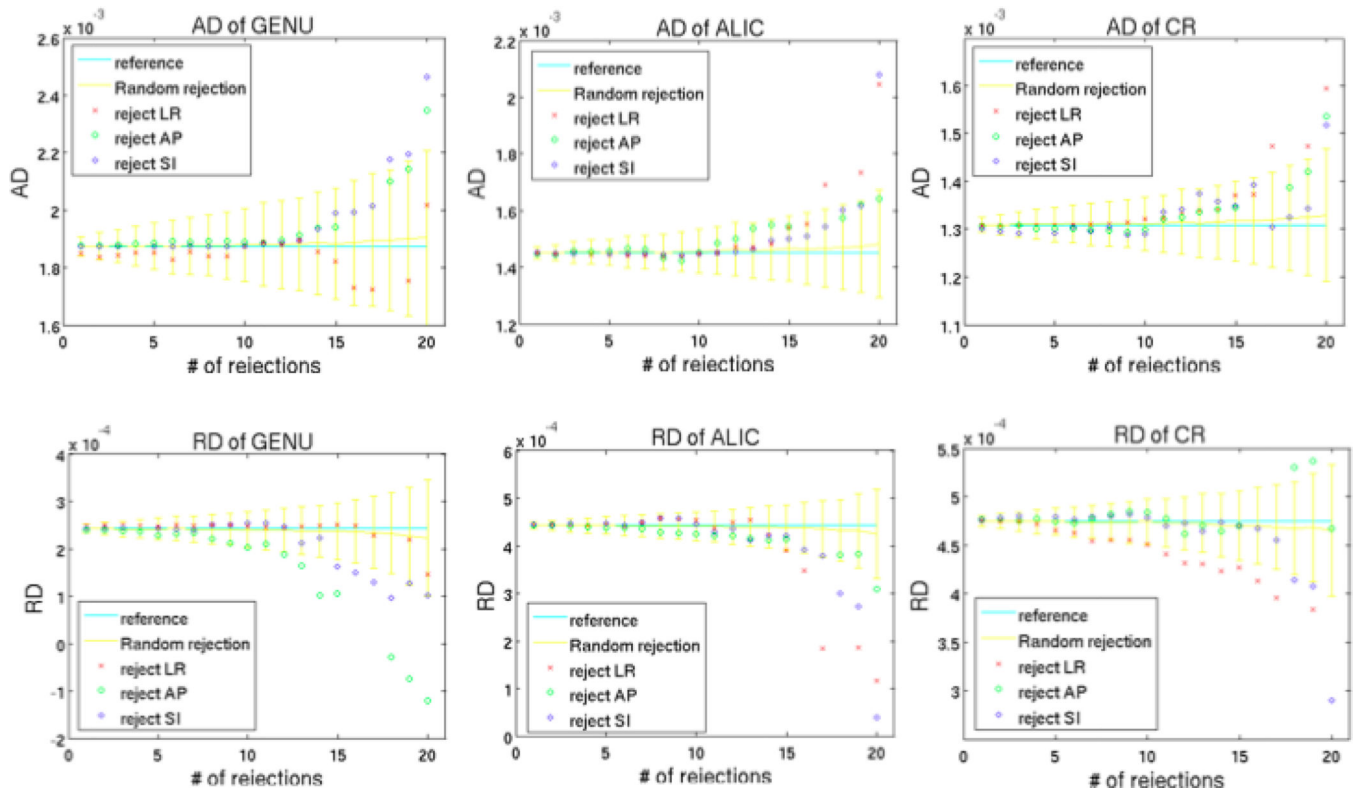 x 10⁻³
AD of GENU
2.6
2.4
2.2
2
1.8
1.6
AD
reference
Random rejection
reject LR
reject AP
reject SI
0
5
10
15
20
# of rejections
x 10⁻³
AD of ALIC
2.2
2
1.8
1.6
1.4
1.2
AD
reference
Random rejection
reject LR
reject AP
reject SI
0
5
10
15
20
# of rejections
x 10⁻³
AD of CR
1.6
1.5
1.4
1.3
1.2
1.1
AD
reference
Random rejection
reject LR
reject AP
reject SI
0
5
10
15
20
# of rejections
x 10⁻⁴
RD of GENU
4
3
2
1
0
-1
-2
RD
reference
Random rejection
reject LR
reject AP
reject SI
0
5
10
15
20
# of rejections
x 10⁻⁴
RD of ALIC
6
5
4
3
2
1
0
RD
reference
Random rejection
reject LR
reject AP
reject SI
0
5
10
15
20
# of rejections
x 10⁻⁴
RD of CR
5.5
5
4.5
4
3.5
3
RD
reference
Random rejection
reject LR
reject AP
reject SI
0
5
10
15
20
# of rejections